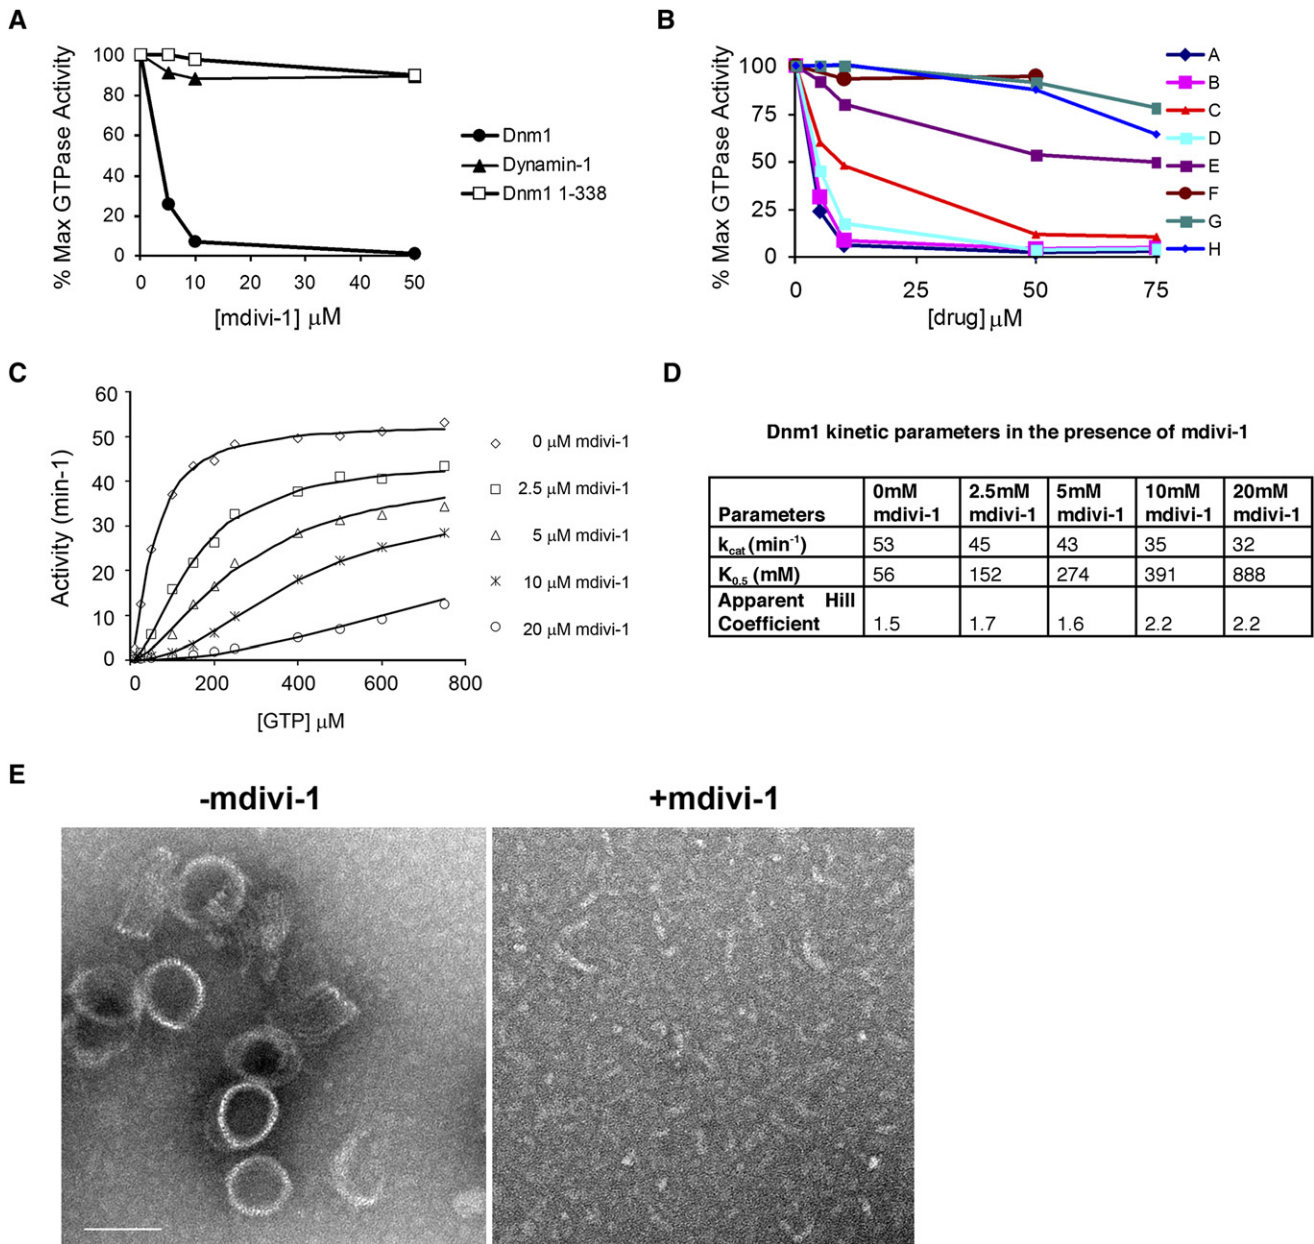 A
% Max GTPase Activity
100
80
60
40
20
0
0 10 20 30 40 50
[mdivi-1] μM
Dnm1
Dynamin-1
Dnm1 1-338
B
% Max GTPase Activity
100
75
50
25
0
0 25 50 75
[drug] μM
A
B
C
D
E
F
G
H
C
Activity (min-1)
60
50
40
30
20
10
0
0 200 400 600 800
[GTP] μM
0 μM mdivi-1
2.5 μM mdivi-1
5 μM mdivi-1
10 μM mdivi-1
20 μM mdivi-1
D
Dnm1 kinetic parameters in the presence of mdivi-1
Parameters 0mM mdivi-1 2.5mM mdivi-1 5mM mdivi-1 10mM mdivi-1 20mM mdivi-1
kcat (min-1) 53 45 43 35 32
K0.5 (mM) 56 152 274 391 888
Apparent Hill
Coefficient 1.5 1.7 1.6 2.2 2.2
E
-mdivi-1
+mdivi-1